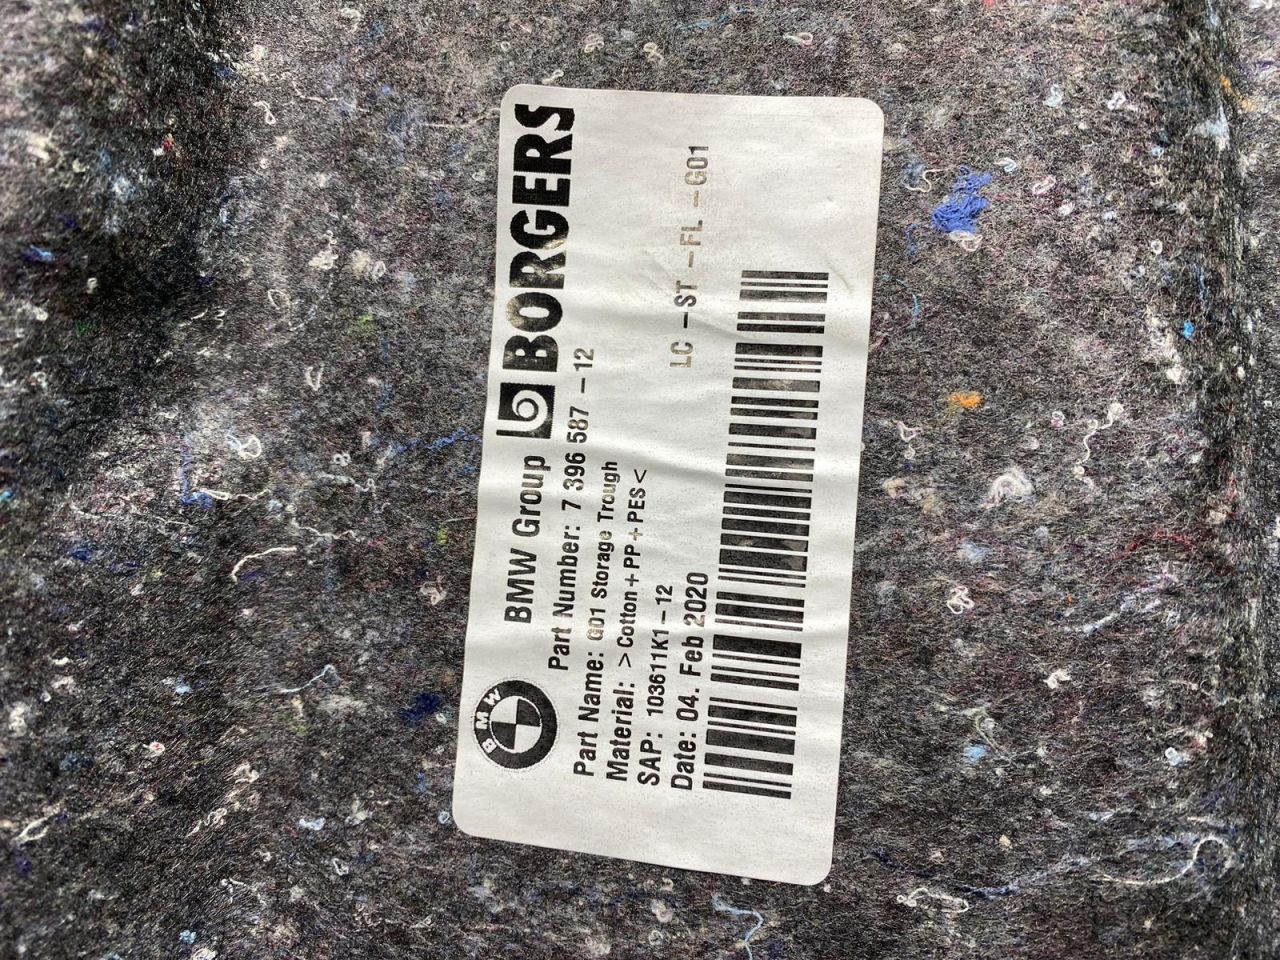 BMW
BMW Group BORGERS
Part Number: 7 396 587 - 12
Part Name: G01 Storage Trough
Material: >Cotton+PP+PES<
SAP: 103611K1-12
LC -ST -FL -G01
Date: 04. Feb 2020